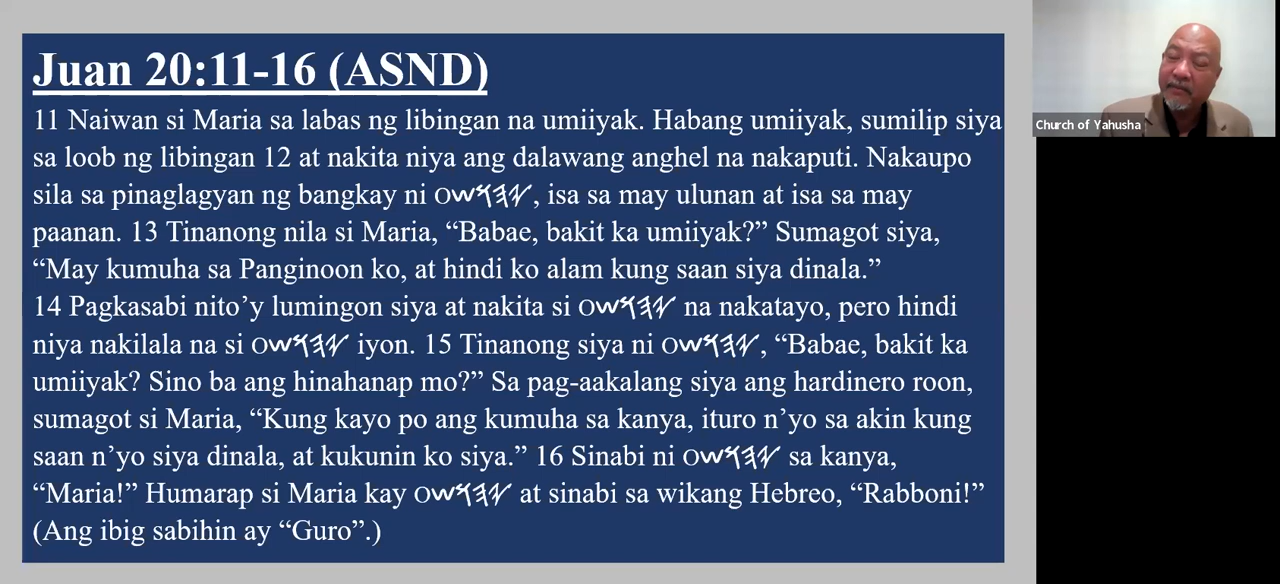 Juan 20:11-16 (ASND)
11 Naiwan si Maria sa labas ng libingan na umiiyak. Habang umiiyak, sumilip siya
sa loob ng libingan 12 at nakita niya ang dalawang anghel na nakaputi. Nakaupo
sila sa pinaglagyan ng bangkay ni 𐤉𐤄𐤅𐤔𐤏, isa sa may ulunan at isa sa may
paanan. 13 Tinanong nila si Maria, “Babae, bakit ka umiiyak?” Sumagot siya,
“May kumuha sa Panginoon ko, at hindi ko alam kung saan siya dinala.”
14 Pagkasabi nito’y lumingon siya at nakita si 𐤉𐤄𐤅𐤔𐤏 na nakatayo, pero hindi
niya nakilala na si 𐤉𐤄𐤅𐤔𐤏 iyon. 15 Tinanong siya ni 𐤉𐤄𐤅𐤔𐤏, “Babae, bakit ka
umiiyak? Sino ba ang hinahanap mo?” Sa pag-aakalang siya ang hardinero roon,
sumagot si Maria, “Kung kayo po ang kumuha sa kanya, ituro n’yo sa akin kung
saan n’yo siya dinala, at kukunin ko siya.” 16 Sinabi ni 𐤉𐤄𐤅𐤔𐤏 sa kanya,
“Maria!” Humarap si Maria kay 𐤉𐤄𐤅𐤔𐤏 at sinabi sa wikang Hebreo, “Rabboni!”
(Ang ibig sabihin ay “Guro”.)
Church of Yahusha